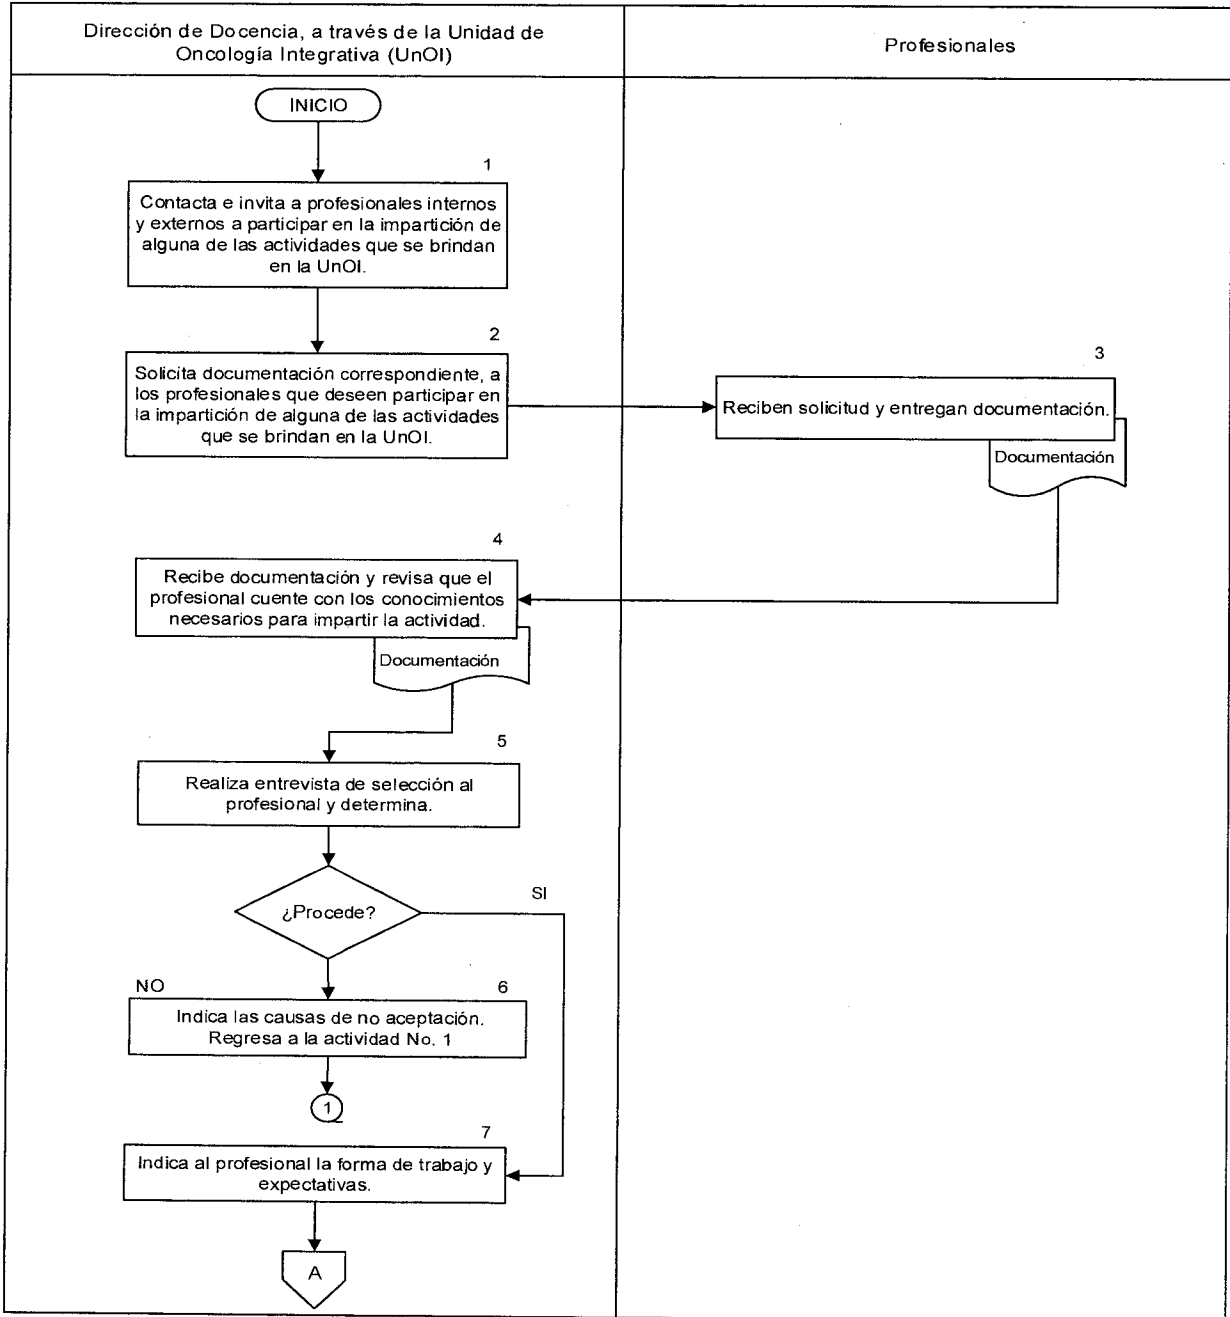 Dirección de Docencia, a través de la Unidad de
Oncología Integrativa (UnOI)
Profesionales
INICIO
1
Contacta e invita a profesionales internos
y externos a participar en la impartición de
alguna de las actividades que se brindan
en la UnOI.
2
Solicita documentación correspondiente, a
los profesionales que deseen participar en
la impartición de alguna de las actividades
que se brindan en la UnOI.
3
Reciben solicitud y entregan documentación.
Documentación
4
Recibe documentación y revisa que el
profesional cuente con los conocimientos
necesarios para impartir la actividad.
Documentación
5
Realiza entrevista de selección al
profesional y determina.
¿Procede?
SI
NO
6
Indica las causas de no aceptación.
Regresa a la actividad No. 1
1
7
Indica al profesional la forma de trabajo y
expectativas.
A